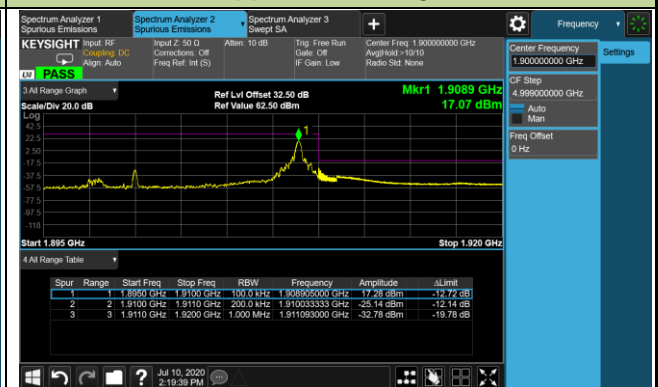 Spectrum Analyzer 1
Spurious Emissions
Spectrum Analyzer 2
Spurious Emissions
Spectrum Analyzer 3
Swept SA
Frequency
KEYSIGHT
Input: RF
Coupling: DC
Align: Auto
Input Z: 50 Ω
Corrections: Off
Freq Ref: Int (S)
Atten: 10 dB
Trig: Free Run
Gate: Off
IF Gain: Low
Center Freq: 1.900000000 GHz
Avg|Hold:>10/10
Radio Std: None
LXI PASS
Center Frequency
1.900000000 GHz
Settings
CF Step
4.999000000 GHz
Auto
Man
Freq Offset
0 Hz
3 All Range Graph
Scale/Div 20.0 dB
Ref Lvl Offset 32.50 dB
Ref Value 62.50 dBm
Mkr1 1.9089 GHz
17.07 dBm
Log
42.5
22.5
2.50
-17.5
-37.5
-57.5
-77.5
-97.5
-118
1
Start 1.895 GHz
Stop 1.920 GHz
4 All Range Table
Spur Range Start Freq Stop Freq RBW Frequency Amplitude ΔLimit
1 1 1.8950 GHz 1.9100 GHz 100.0 kHz 1.908905000 GHz 17.28 dBm -12.72 dB
2 2 1.9100 GHz 1.9110 GHz 200.0 kHz 1.910033333 GHz -25.14 dBm -12.14 dB
3 3 1.9110 GHz 1.9200 GHz 1.000 MHz 1.911093000 GHz -32.78 dBm -19.78 dB
Jul 10, 2020
2:19:39 PM